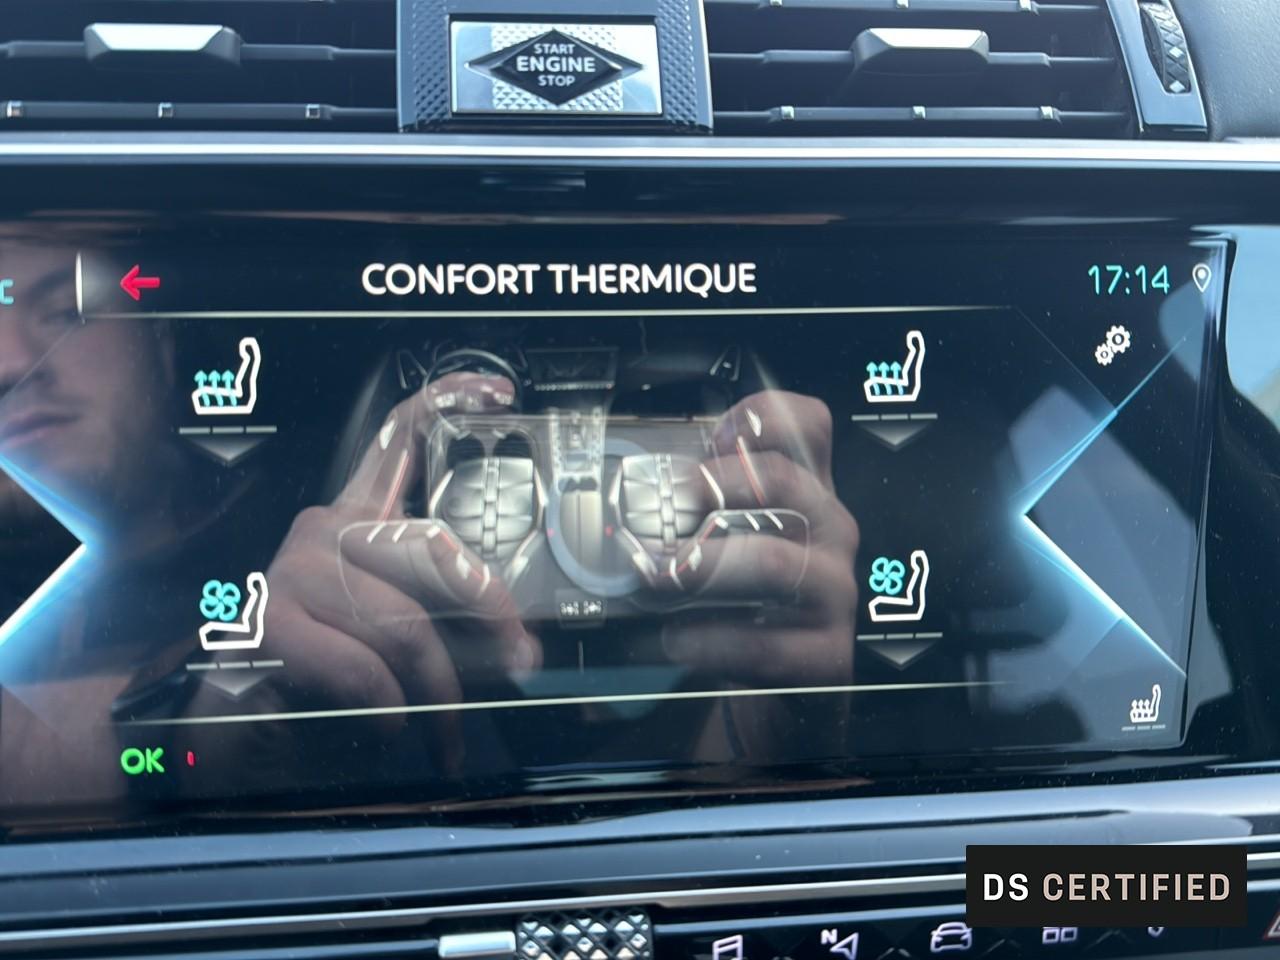 START
ENGINE
STOP
C
CONFORT THERMIQUE
17:14
OK
DS CERTIFIED
N